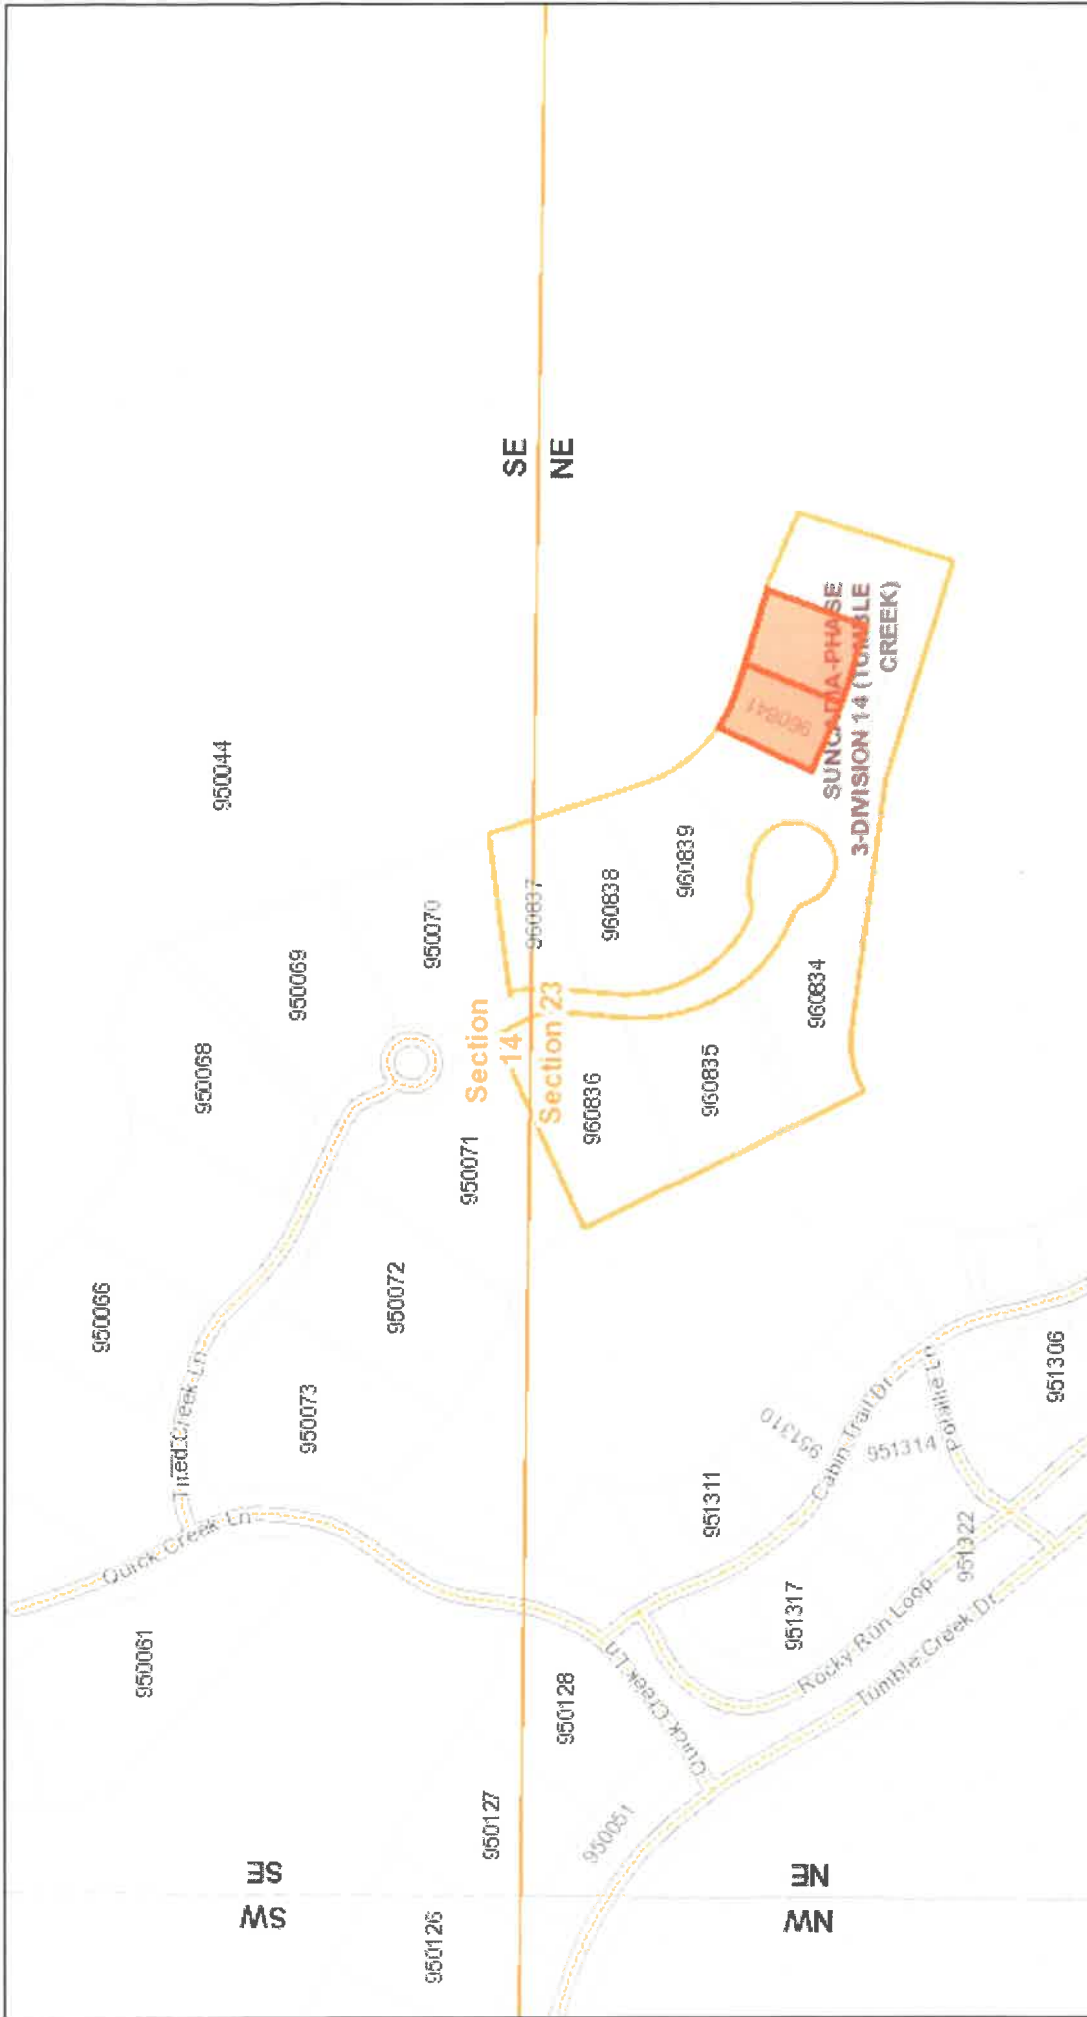 950044
950066
950068
950069
950070
950061
950073
950072
950071
950126
950127
950128
950051
Quick Creek Ln
Quick Creek Ln
Section
14
Section 23
SE
NE
SW
SE
NW
NE
960837
960838
960839
960836
960835
960834
960841
SUNCADIA-PHASE
3-DIVISION 14 (TUMBLE
CREEK)
951310
951311
951314
951317
951322
951306
Cabin Trail Dr
Rocky Run Loop
Tumble Creek Dr